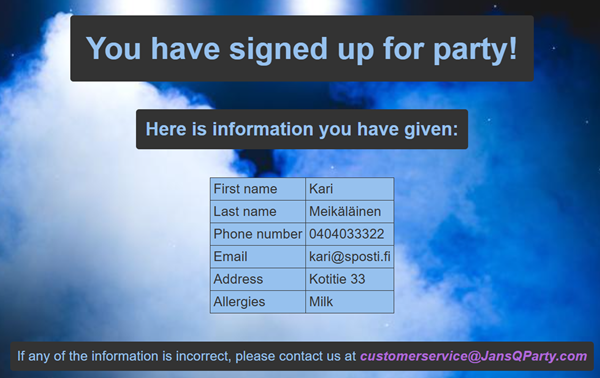 You have signed up for party!
Here is information you have given:
First name Kari
Last name Meikäläinen
Phone number 0404033322
Email kari@sposti.fi
Address Kotitie 33
Allergies Milk
If any of the information is incorrect, please contact us at customerservice@JansQParty.com